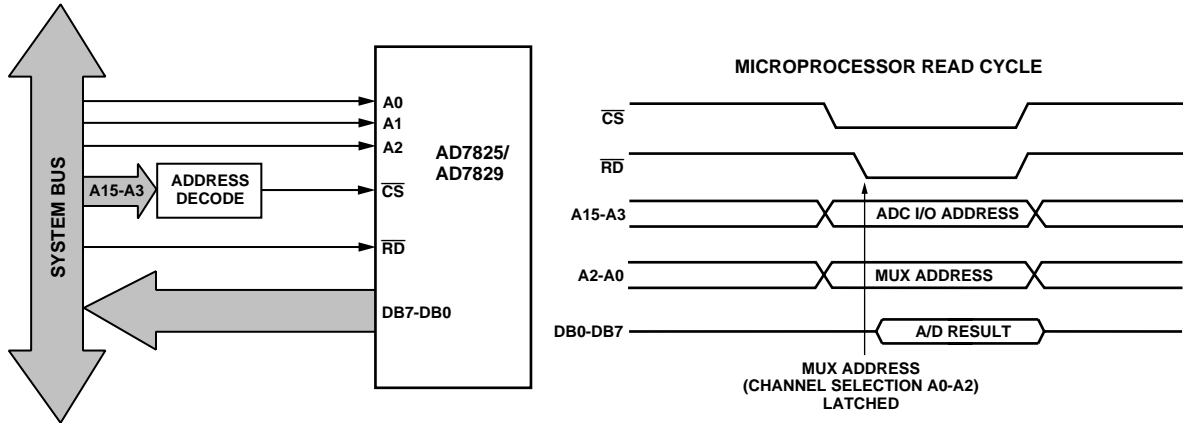 SYSTEM BUS
A0
A1
A2
A15-A3
ADDRESS
DECODE
CS
RD
DB7-DB0
AD7825/
AD7829
MICROPROCESSOR READ CYCLE
CS
RD
A15-A3
ADC I/O ADDRESS
A2-A0
MUX ADDRESS
DB0-DB7
A/D RESULT
MUX ADDRESS
(CHANNEL SELECTION A0-A2)
LATCHED